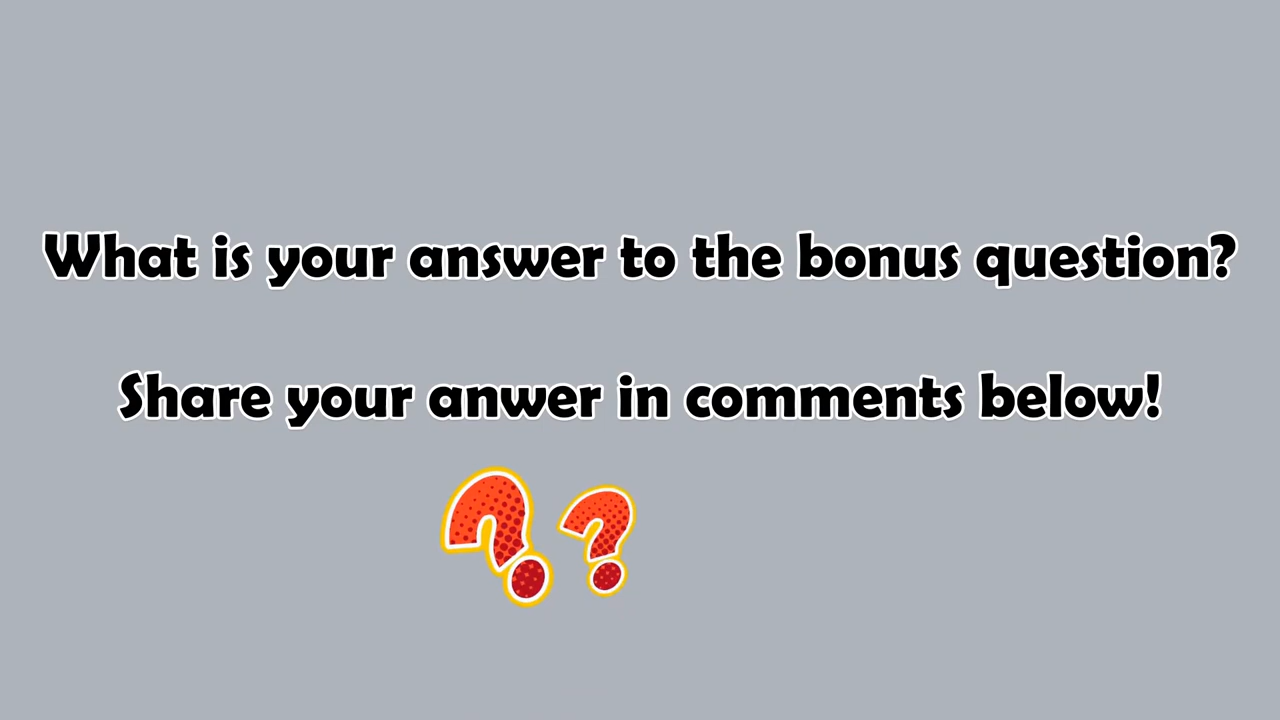 What is your answer to the bonus question?
Share your anwer in comments below!